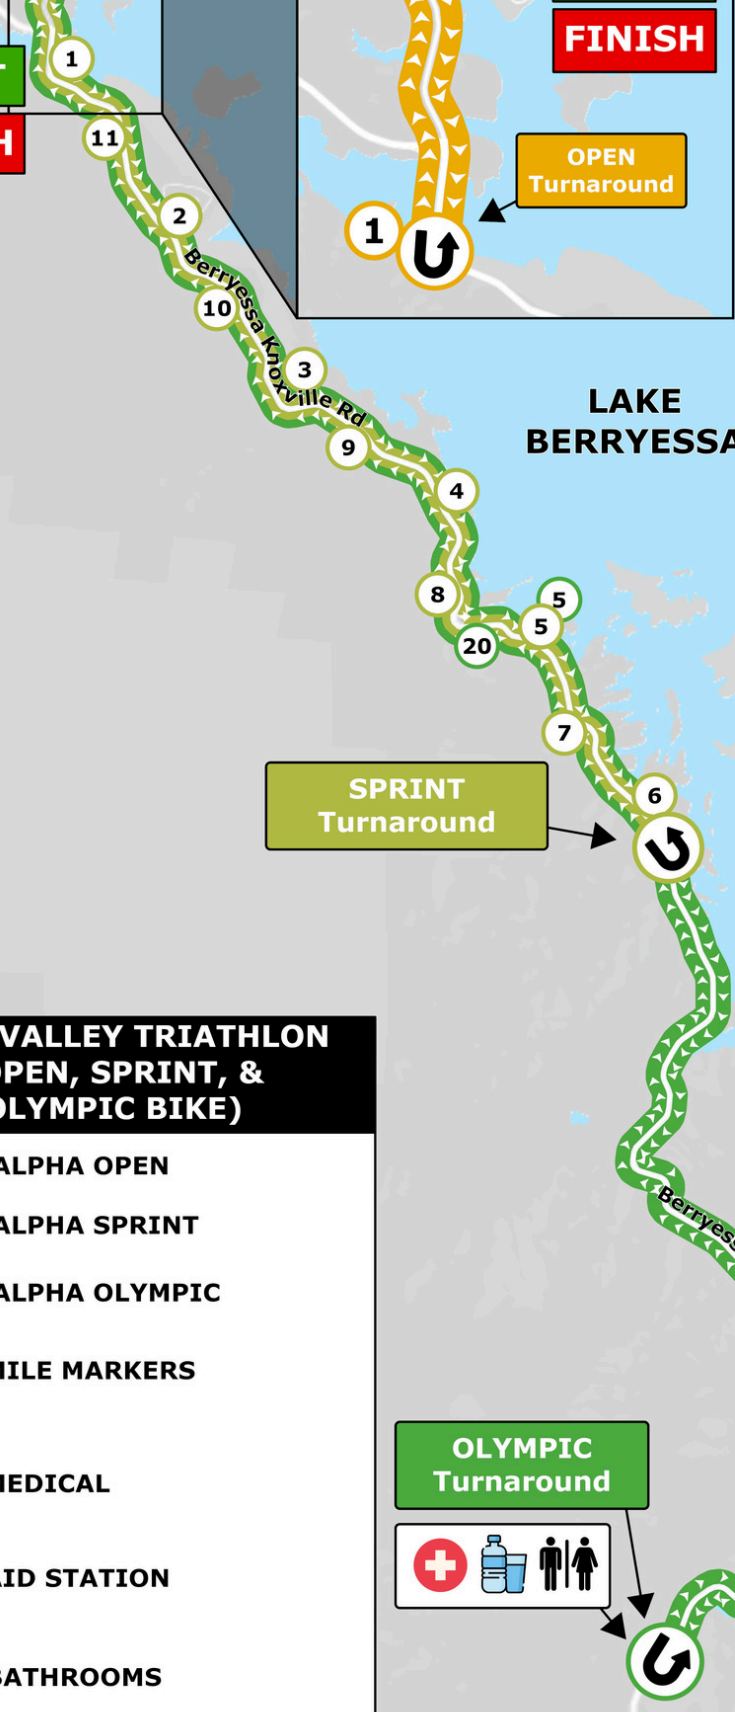 1
T
FINISH
11
H
OPEN
Turnaround
2
1
Berryessa Knoxville Rd
10
3
LAKE
BERRYESSA
9
4
8
5
5
20
7
SPRINT
Turnaround
6
VALLEY TRIATHLON
OPEN, SPRINT, &
OLYMPIC BIKE)
ALPHA OPEN
Berryess
ALPHA SPRINT
ALPHA OLYMPIC
MILE MARKERS
OLYMPIC
Turnaround
MEDICAL
AID STATION
BATHROOMS